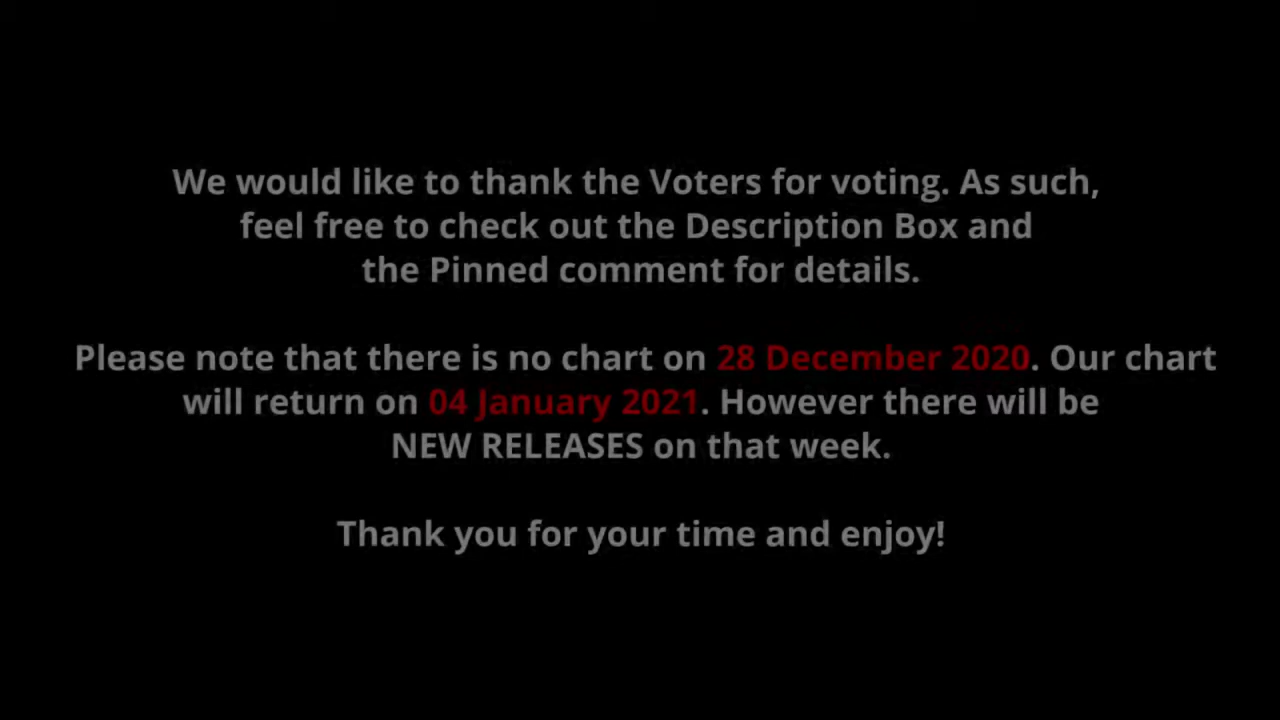 We would like to thank the Voters for voting. As such,
feel free to check out the Description Box and
the Pinned comment for details.
Please note that there is no chart on 28 December 2020. Our chart
will return on 04 January 2021. However there will be
NEW RELEASES on that week.
Thank you for your time and enjoy!